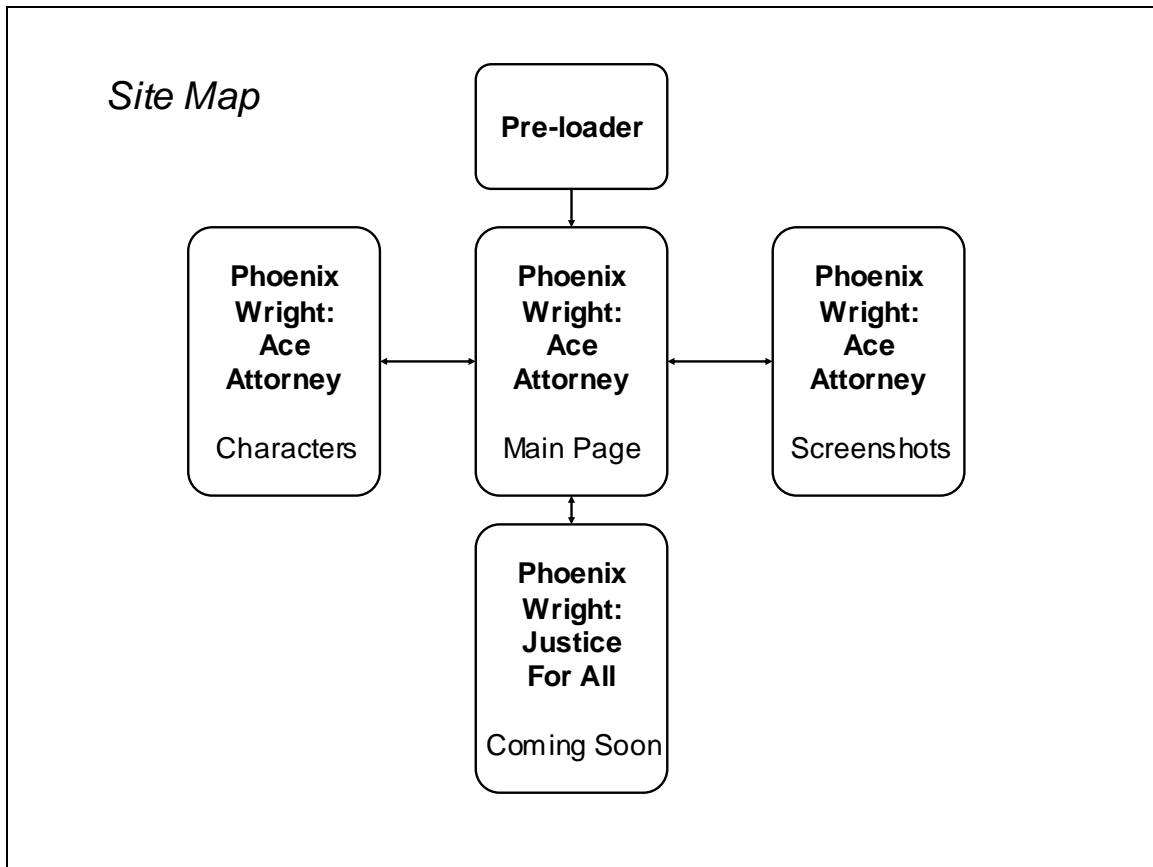 Site Map
Pre-loader
Phoenix
Wright:
Ace
Attorney
Characters
Phoenix
Wright:
Ace
Attorney
Main Page
Phoenix
Wright:
Ace
Attorney
Screenshots
Phoenix
Wright:
Justice
For All
Coming Soon